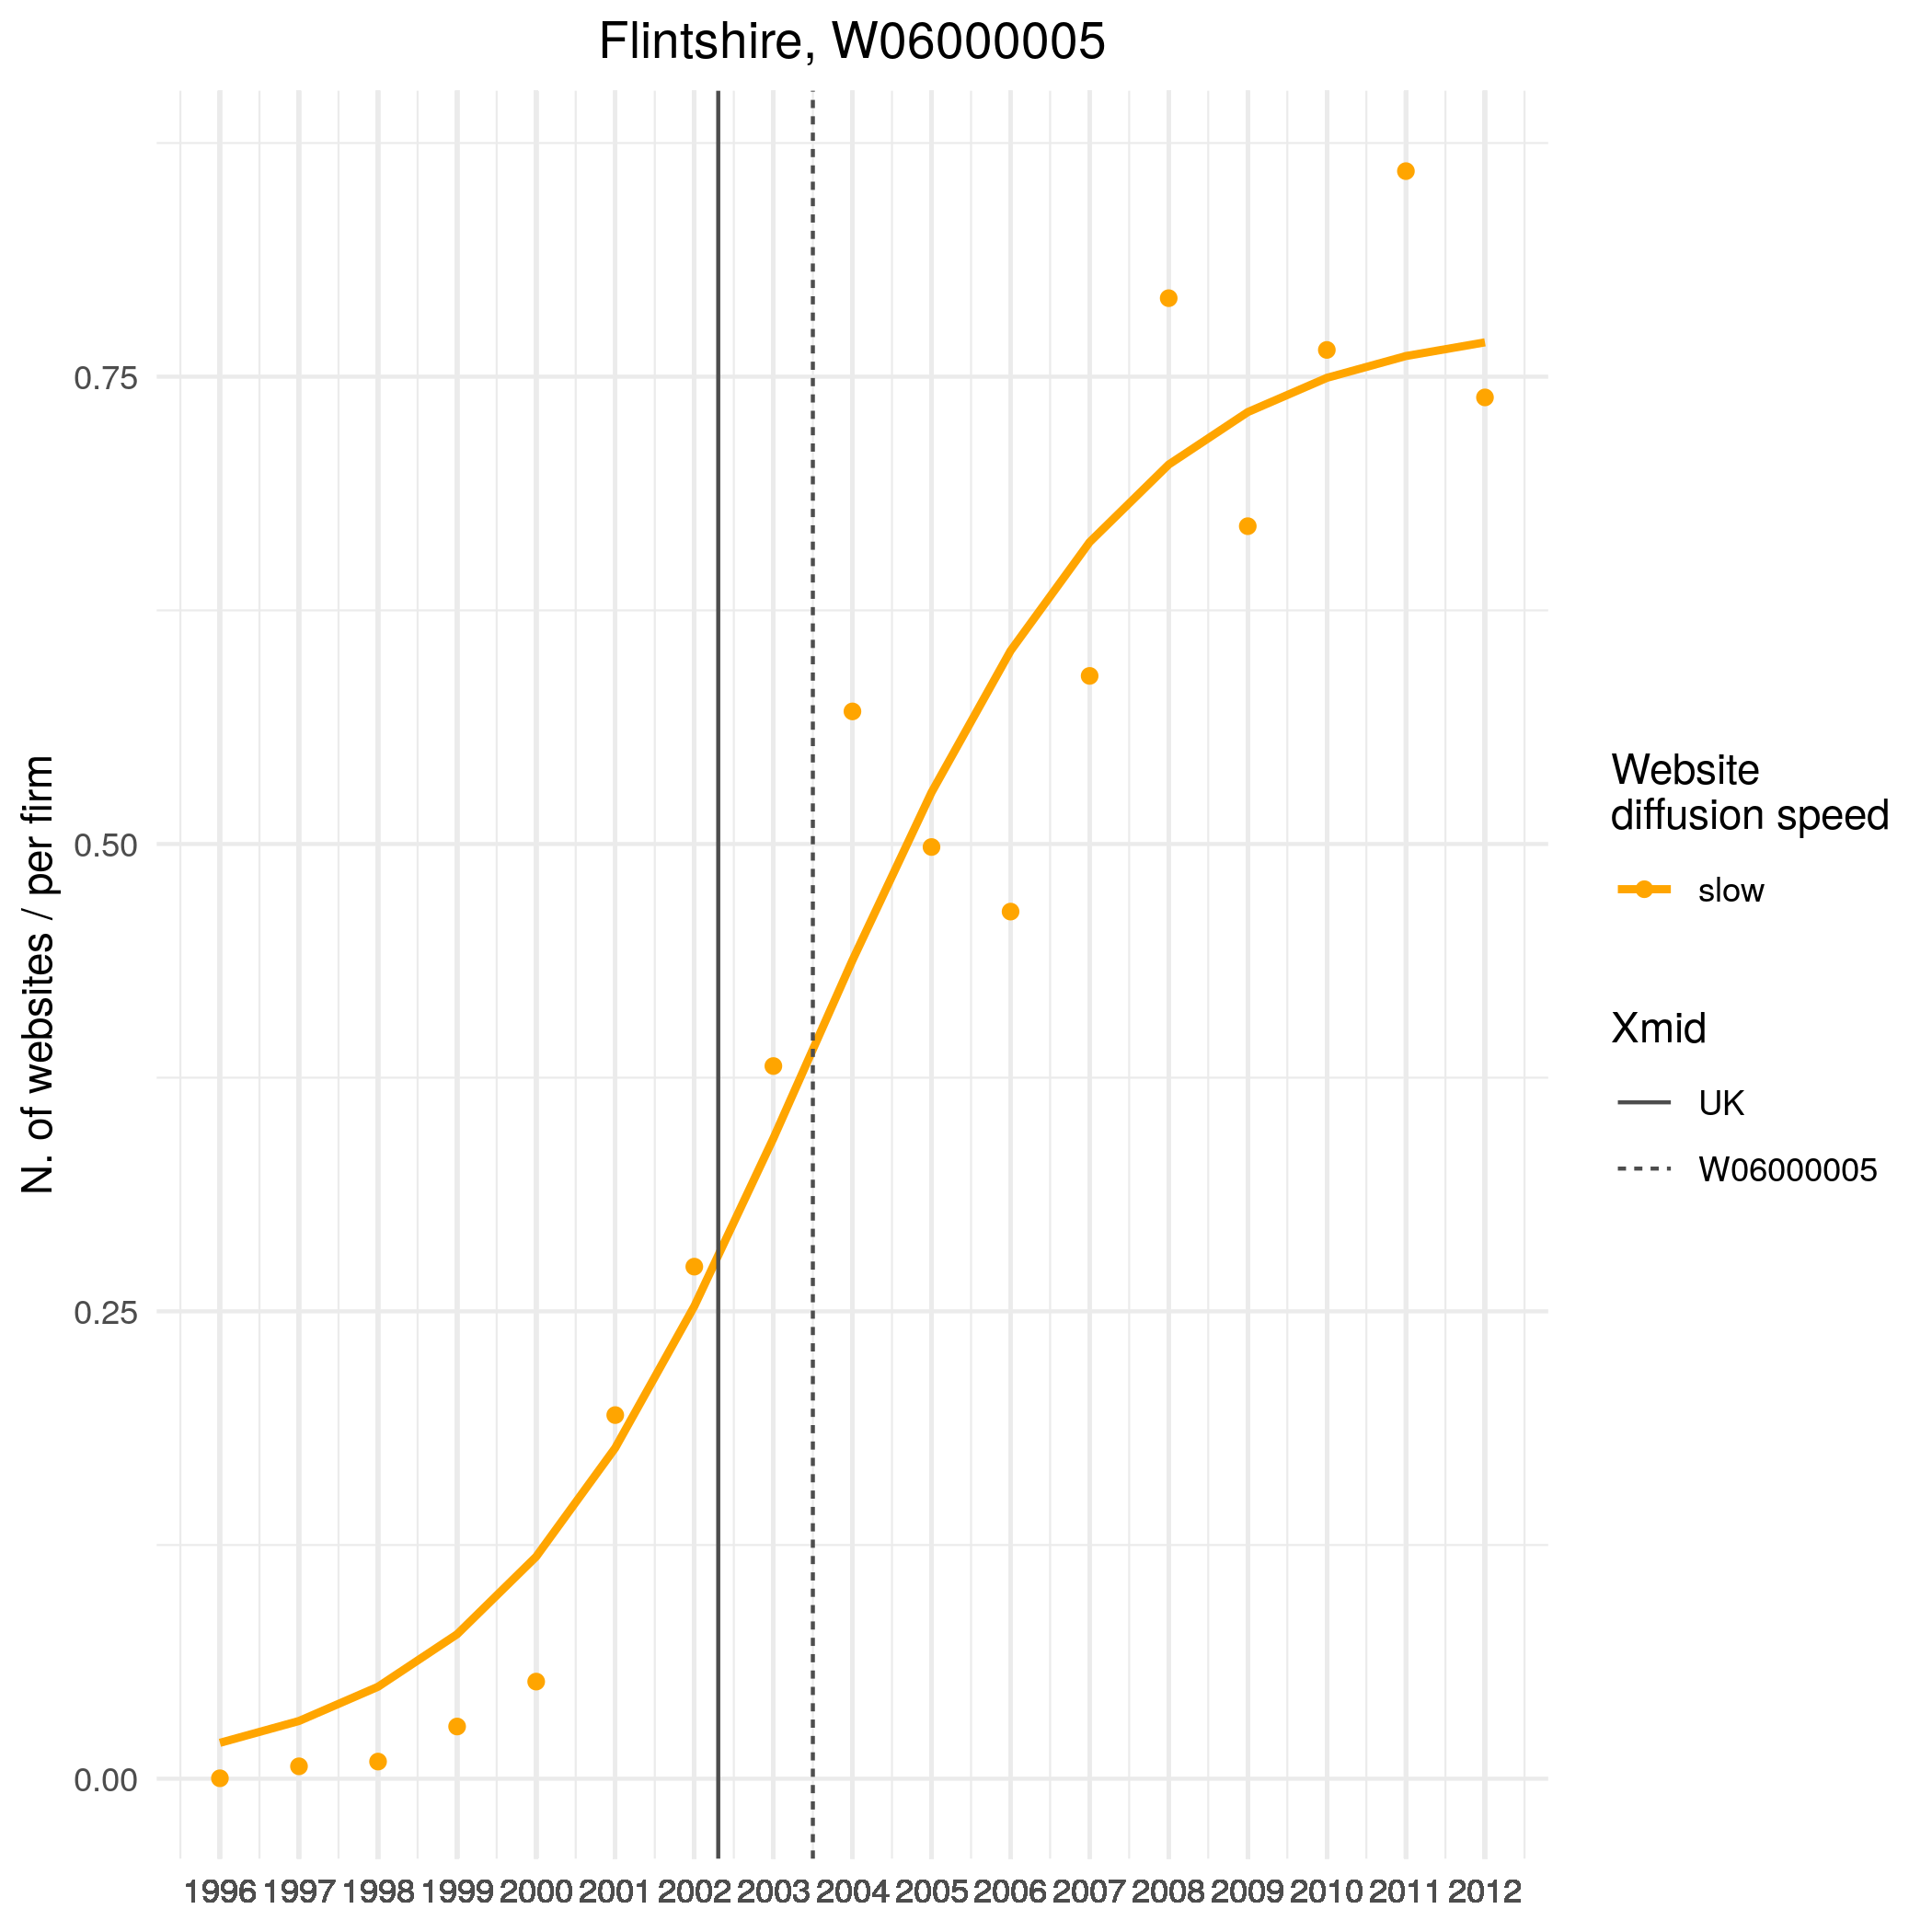 Flintshire, W06000005
N. of websites / per firm
0.75
0.50
0.25
0.00
1996 1997 1998 1999 2000 2001 2002 2003 2004 2005 2006 2007 2008 2009 2010 2011 2012
Website
diffusion speed
slow
Xmid
UK
W06000005